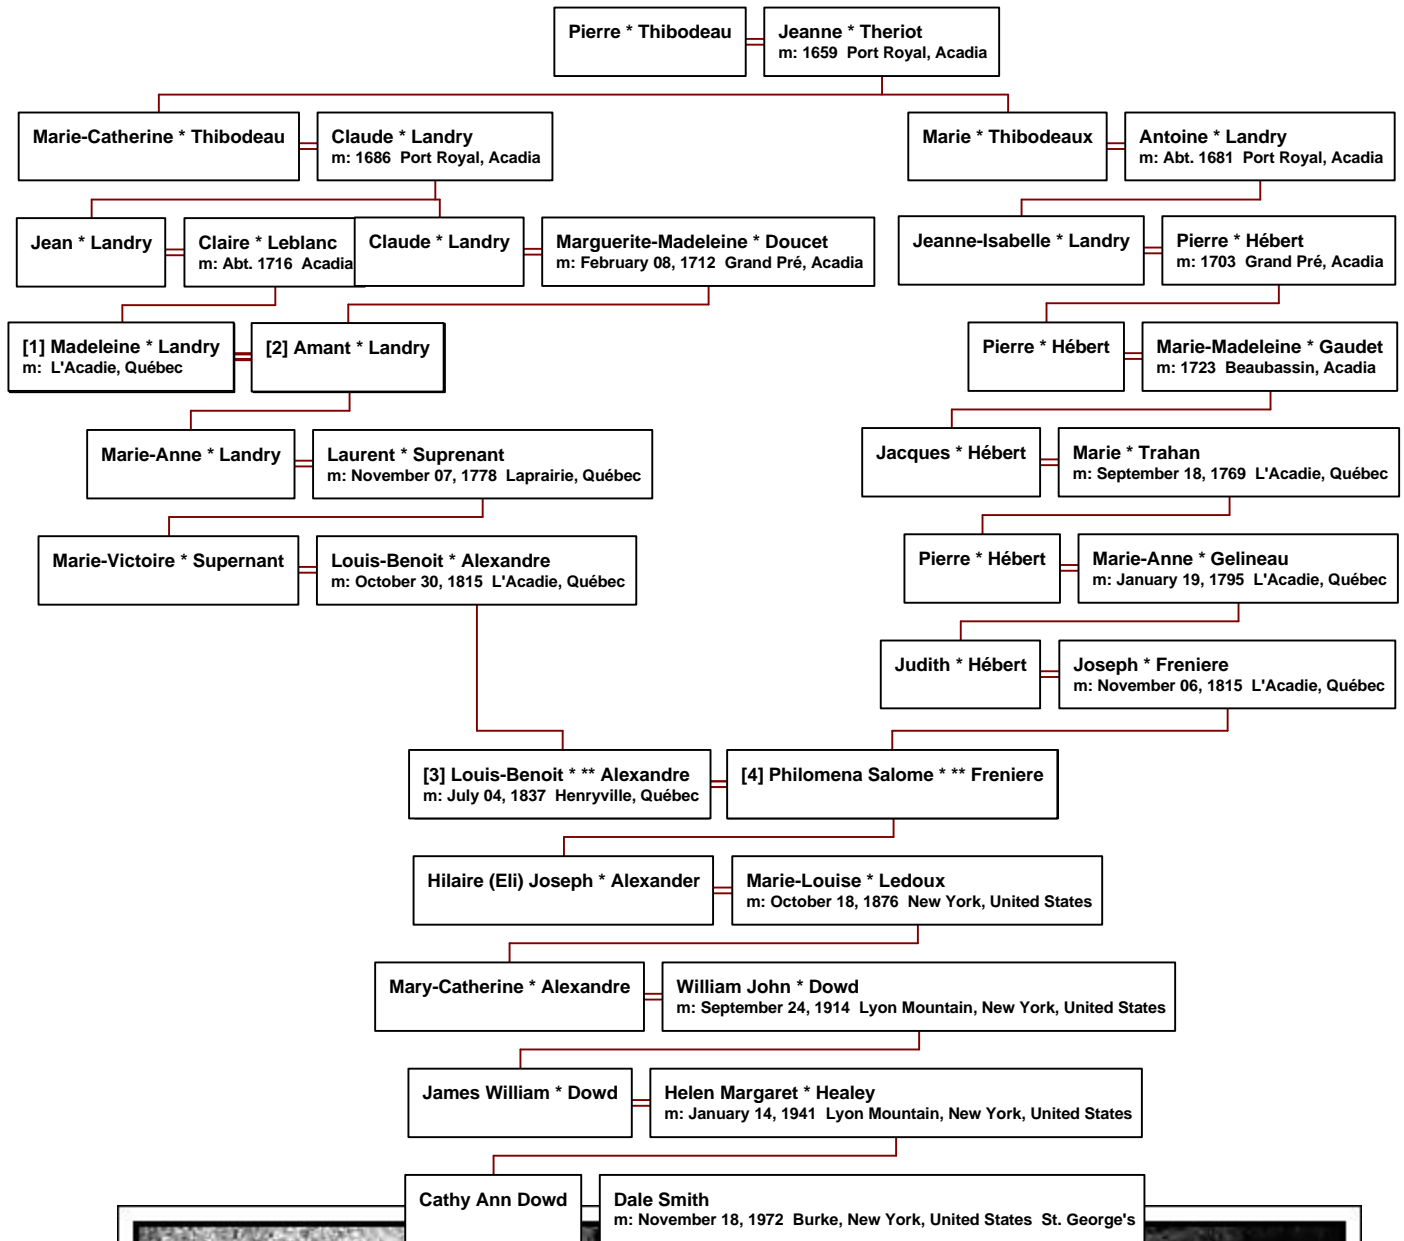 Pierre * Thibodeau
Jeanne * Theriot
m: 1659  Port Royal, Acadia
Marie-Catherine * Thibodeau
Claude * Landry
m: 1686  Port Royal, Acadia
Marie * Thibodeaux
Antoine * Landry
m: Abt. 1681  Port Royal, Acadia
Jean * Landry
Claire * Leblanc
m: Abt. 1716  Acadia
Claude * Landry
Marguerite-Madeleine * Doucet
m: February 08, 1712  Grand Pré, Acadia
Jeanne-Isabelle * Landry
Pierre * Hébert
m: 1703  Grand Pré, Acadia
[1] Madeleine * Landry
m:  L'Acadie, Québec
[2] Amant * Landry
Pierre * Hébert
Marie-Madeleine * Gaudet
m: 1723  Beaubassin, Acadia
Marie-Anne * Landry
Laurent * Suprenant
m: November 07, 1778  Laprairie, Québec
Jacques * Hébert
Marie * Trahan
m: September 18, 1769  L'Acadie, Québec
Marie-Victoire * Supernant
Louis-Benoit * Alexandre
m: October 30, 1815  L'Acadie, Québec
Pierre * Hébert
Marie-Anne * Gelineau
m: January 19, 1795  L'Acadie, Québec
Judith * Hébert
Joseph * Freniere
m: November 06, 1815  L'Acadie, Québec
[3] Louis-Benoit * ** Alexandre
m: July 04, 1837  Henryville, Québec
[4] Philomena Salome * ** Freniere
Hilaire (Eli) Joseph * Alexander
Marie-Louise * Ledoux
m: October 18, 1876  New York, United States
Mary-Catherine * Alexandre
William John * Dowd
m: September 24, 1914  Lyon Mountain, New York, United States
James William * Dowd
Helen Margaret * Healey
m: January 14, 1941  Lyon Mountain, New York, United States
Cathy Ann Dowd
Dale Smith
m: November 18, 1972  Burke, New York, United States  St. George's